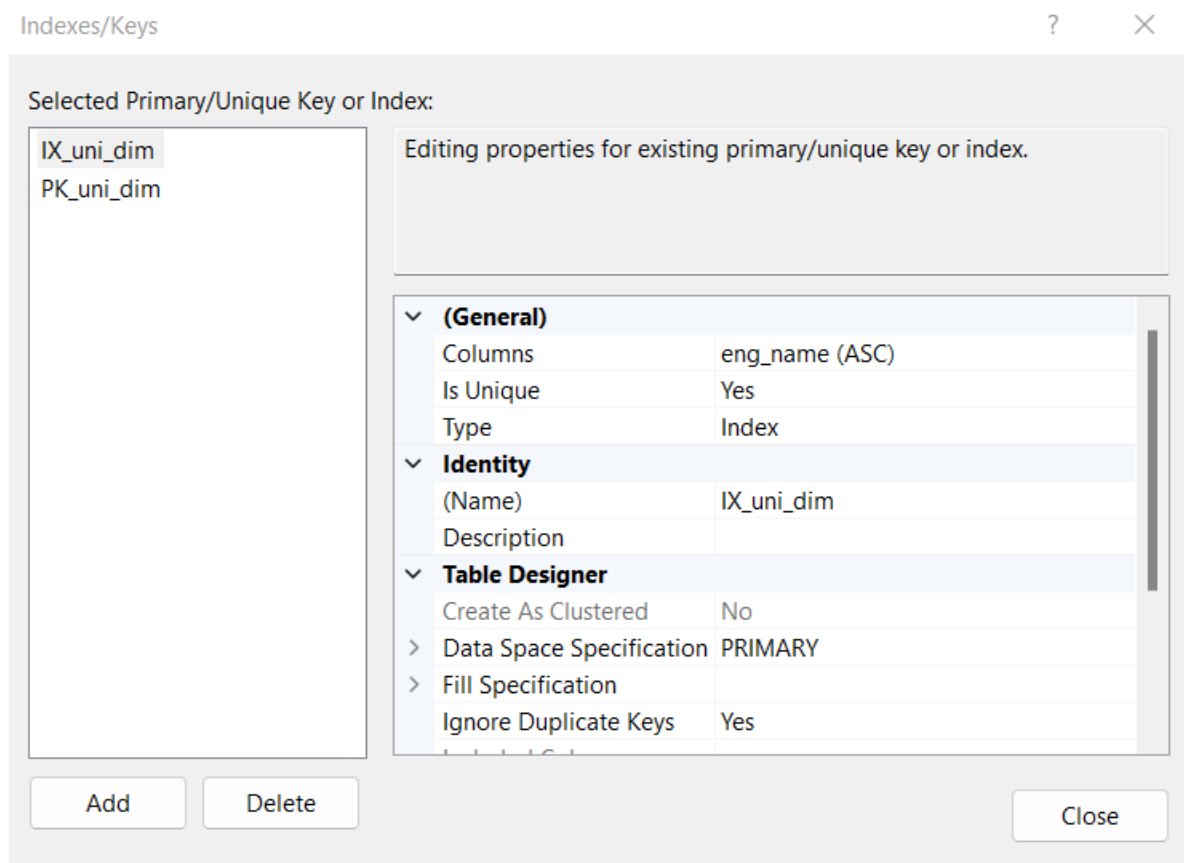 Indexes/Keys
?
Selected Primary/Unique Key or Index:
IX_uni_dim
PK_uni_dim
Editing properties for existing primary/unique key or index.
(General)
Columns eng_name (ASC)
Is Unique Yes
Type Index
Identity
(Name) IX_uni_dim
Description
Table Designer
Create As Clustered No
Data Space Specification PRIMARY
Fill Specification
Ignore Duplicate Keys Yes
Add
Delete
Close